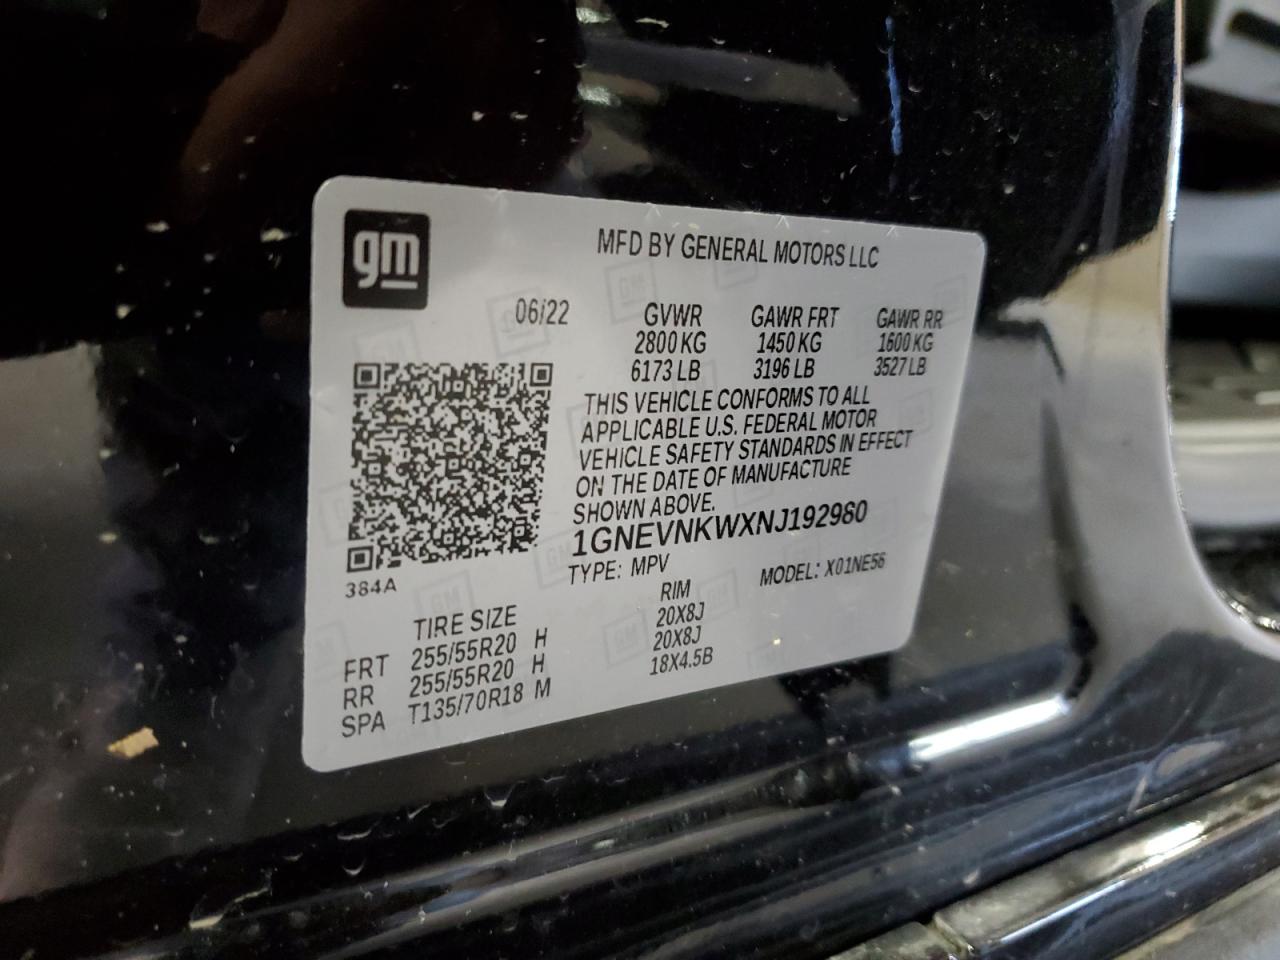 gm
MFD BY GENERAL MOTORS LLC
06/22 GVWR GAWR FRT GAWR RR
2800 KG 1450 KG 1600 KG
6173 LB 3196 LB 3527 LB
THIS VEHICLE CONFORMS TO ALL
APPLICABLE U.S. FEDERAL MOTOR
VEHICLE SAFETY STANDARDS IN EFFECT
ON THE DATE OF MANUFACTURE
SHOWN ABOVE.
1GNEVNKWXNJ192980
384A TYPE: MPV MODEL: X01NE56
TIRE SIZE RIM
FRT 255/55R20 H 20X8J
RR 255/55R20 H 20X8J
SPA T135/70R18 M 18X4.5B